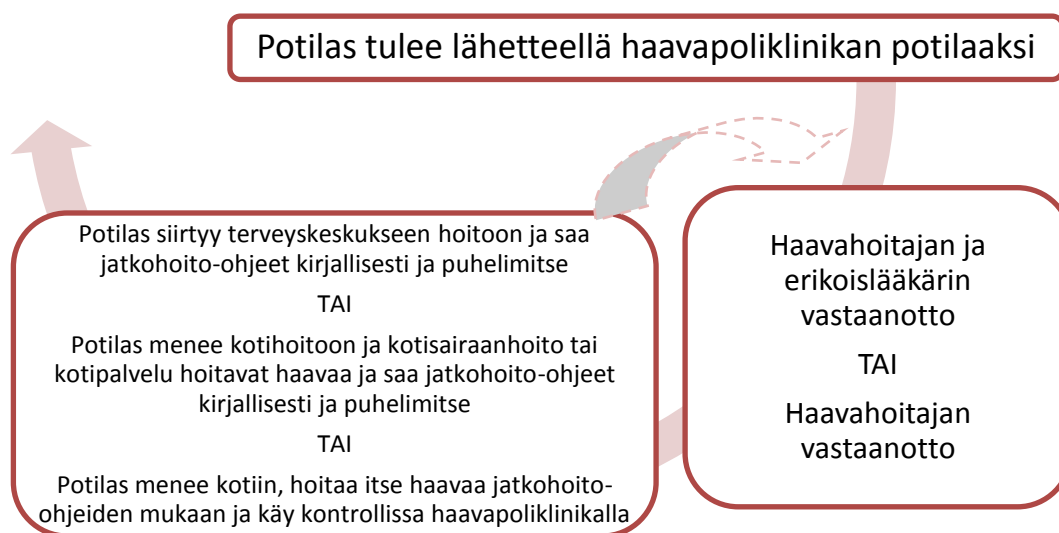 Potilas tulee lähetteellä haavapoliklinikan potilaaksi
Potilas siirtyy terveyskeskukseen hoitoon ja saa
jatkohoito-ohjeet kirjallisesti ja puhelimitse
TAI
Potilas menee kotihoitoon ja kotisairaanhoito tai
kotipalvelu hoitavat haavaa ja saa jatkohoito-ohjeet
kirjallisesti ja puhelimitse
TAI
Potilas menee kotiin, hoitaa itse haavaa jatkohoito-
ohjeiden mukaan ja käy kontrollissa haavapoliklinikalla
Haavahoitajan ja
erikoislääkärin
vastaanotto
TAI
Haavahoitajan
vastaanotto